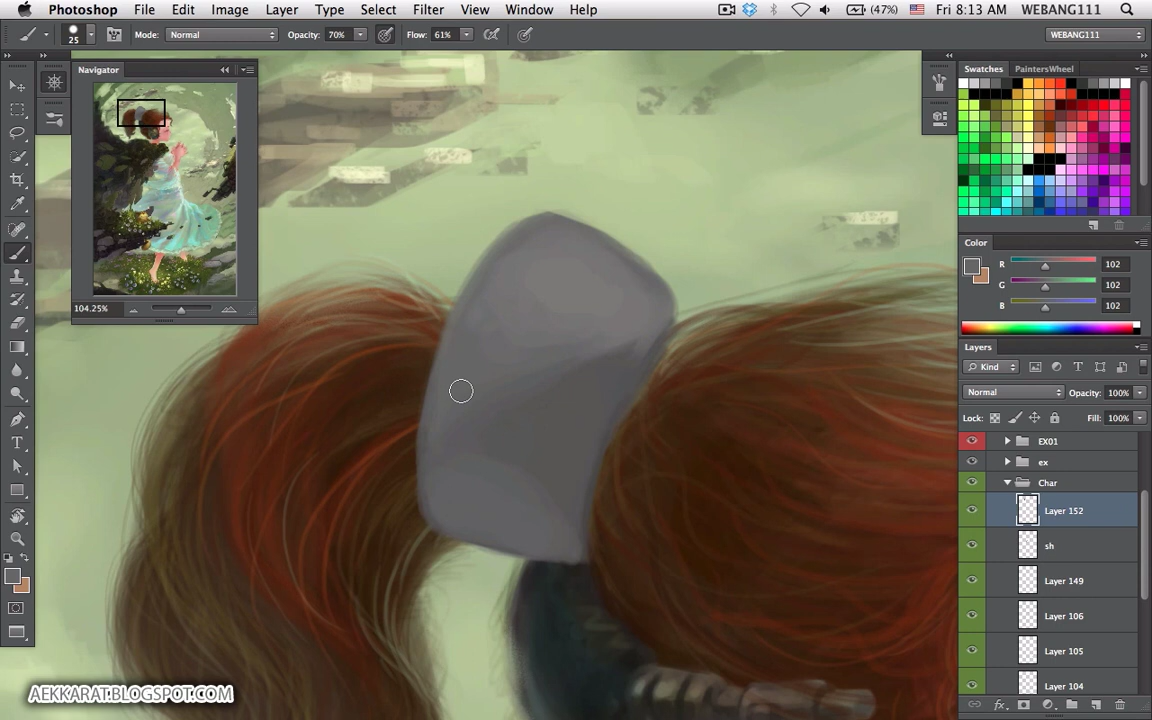 Photoshop File Edit Image Layer Type Select Filter View Window Help (47%) Fri 8:13 AM WEBANG111
25 Mode: Normal Opacity: 70% Flow: 61% WEBANG111
Navigator
104.25%
Swatches PaintersWheel
Color
R 102
G 102
B 102
Layers
Kind T
Normal Opacity: 100%
Lock: Fill: 100%
EX01
ex
Char
Layer 152
sh
Layer 149
Layer 106
Layer 105
Layer 104
fx
T
AEKKARAT.BLOGSPOT.COM